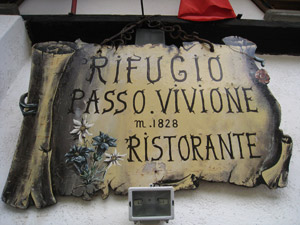 RIFUGIO
PASSO.VIVIONE
m.1828
RISTORANTE